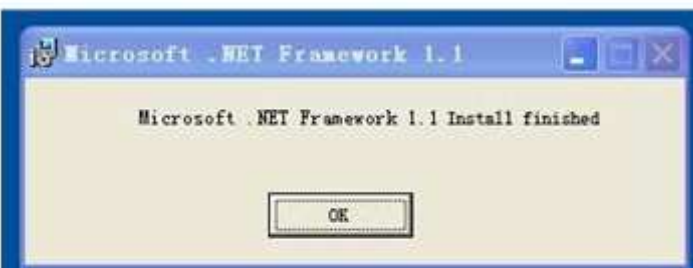 Microsoft .NET Framework 1.1
Microsoft .NET Framework 1.1 Install finished
OK